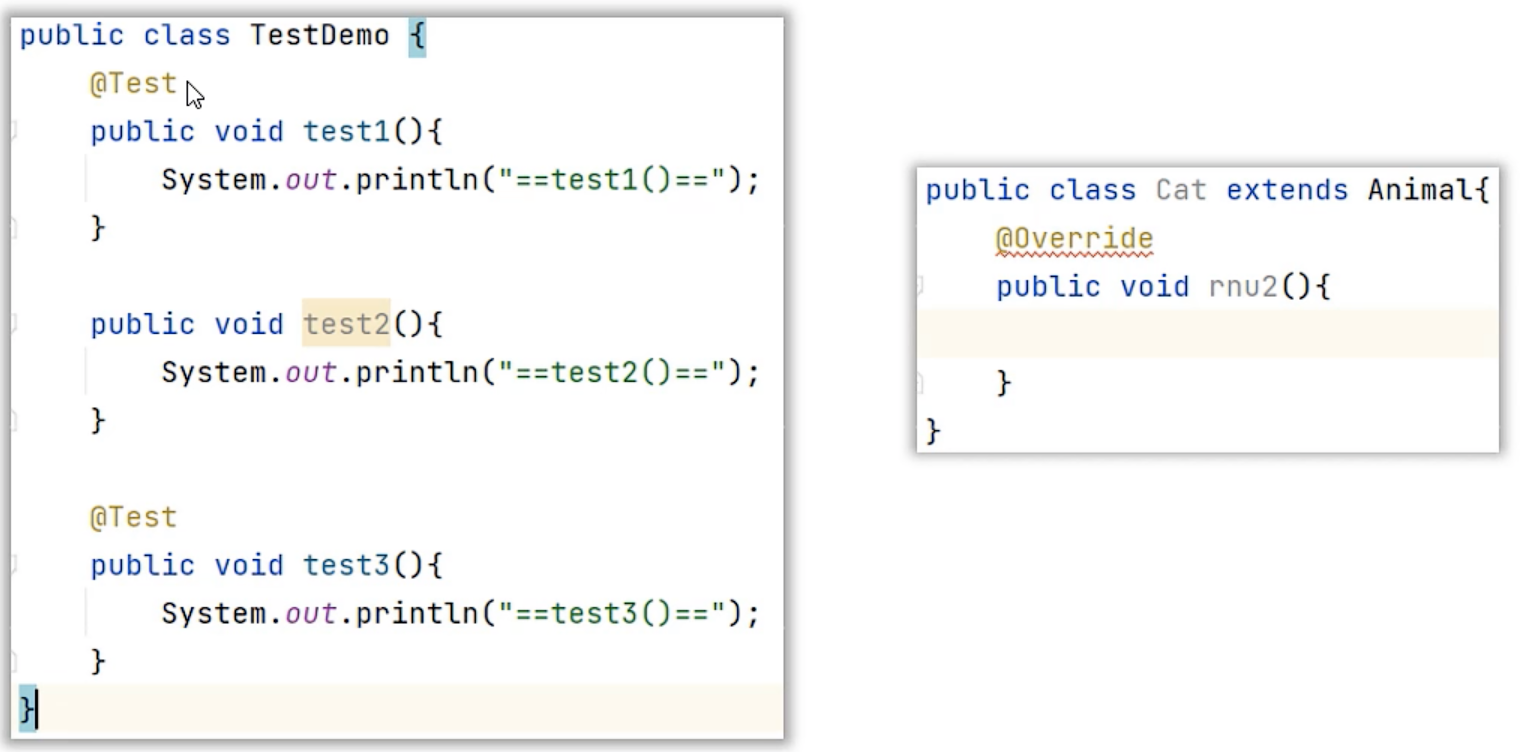 public class TestDemo {
@Test
public void test1(){
System.out.println("==test1()==");
}
public void test2(){
System.out.println("==test2()==");
}
@Test
public void test3(){
System.out.println("==test3()==");
}
}
public class Cat extends Animal{
@Override
public void rnu2(){
}
}